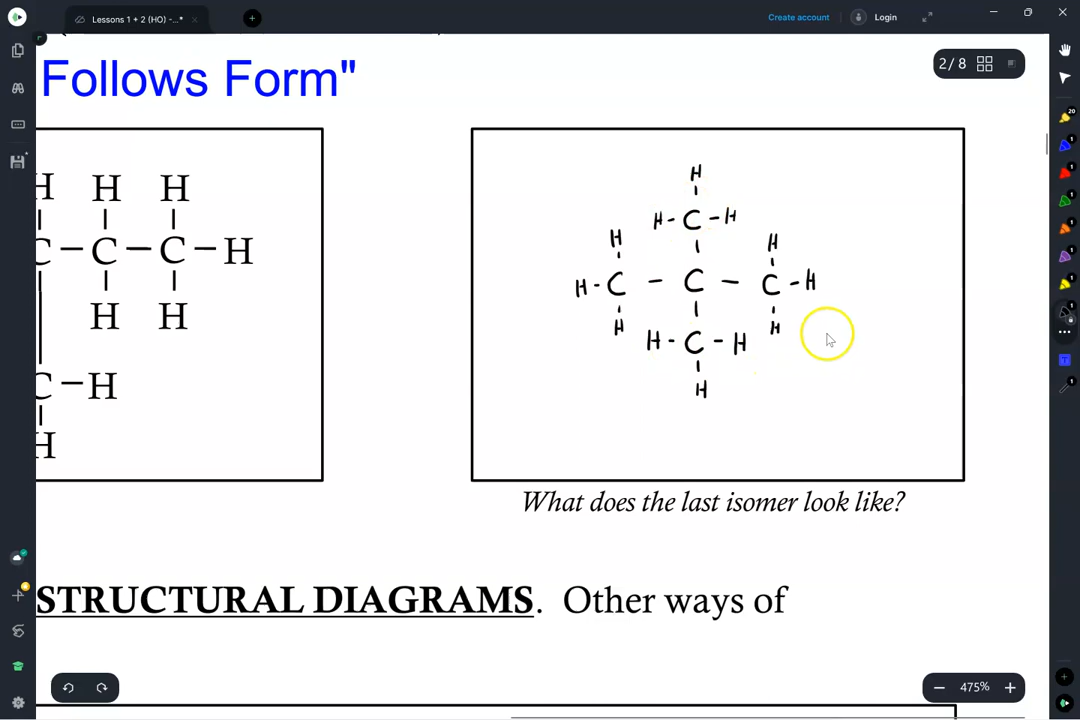 Lessons 1 + 2 (HO) -...*
Create account
Login
Follows Form"
2/8
H H H
C – C – C – H
H H
C – H
H
H
H - C - H
H H
H - C - C - C - H
H H
H - C - H
H
What does the last isomer look like?
STRUCTURAL DIAGRAMS. Other ways of
475%